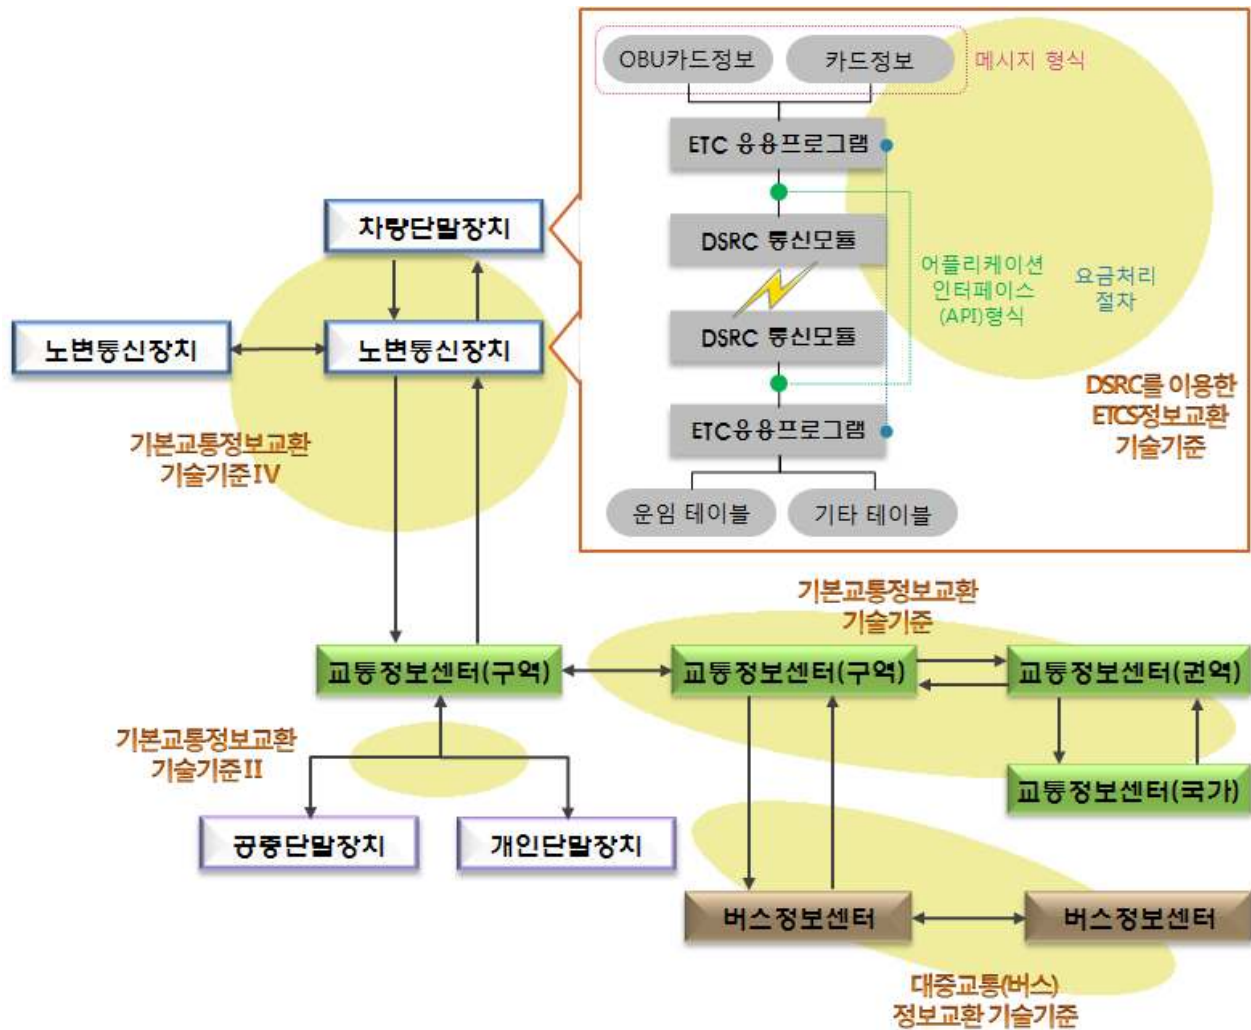 OBU카드정보
카드정보
메시지 형식
ETC 응용프로그램
차량단말장치
DSRC 통신모듈
어플리케이션
인터페이스
(API)형식
요금처리
절차
노변통신장치
노변통신장치
DSRC 통신모듈
DSRC를 이용한
ETCS정보교환
기술기준
기본교통정보교환
기술기준 IV
ETC응용프로그램
운임 테이블
기타 테이블
기본교통정보교환
기술기준
교통정보센터(구역)
교통정보센터(구역)
교통정보센터(권역)
기본교통정보교환
기술기준 II
교통정보센터(국가)
공중단말장치
개인단말장치
버스정보센터
버스정보센터
대중교통(버스)
정보교환 기술기준